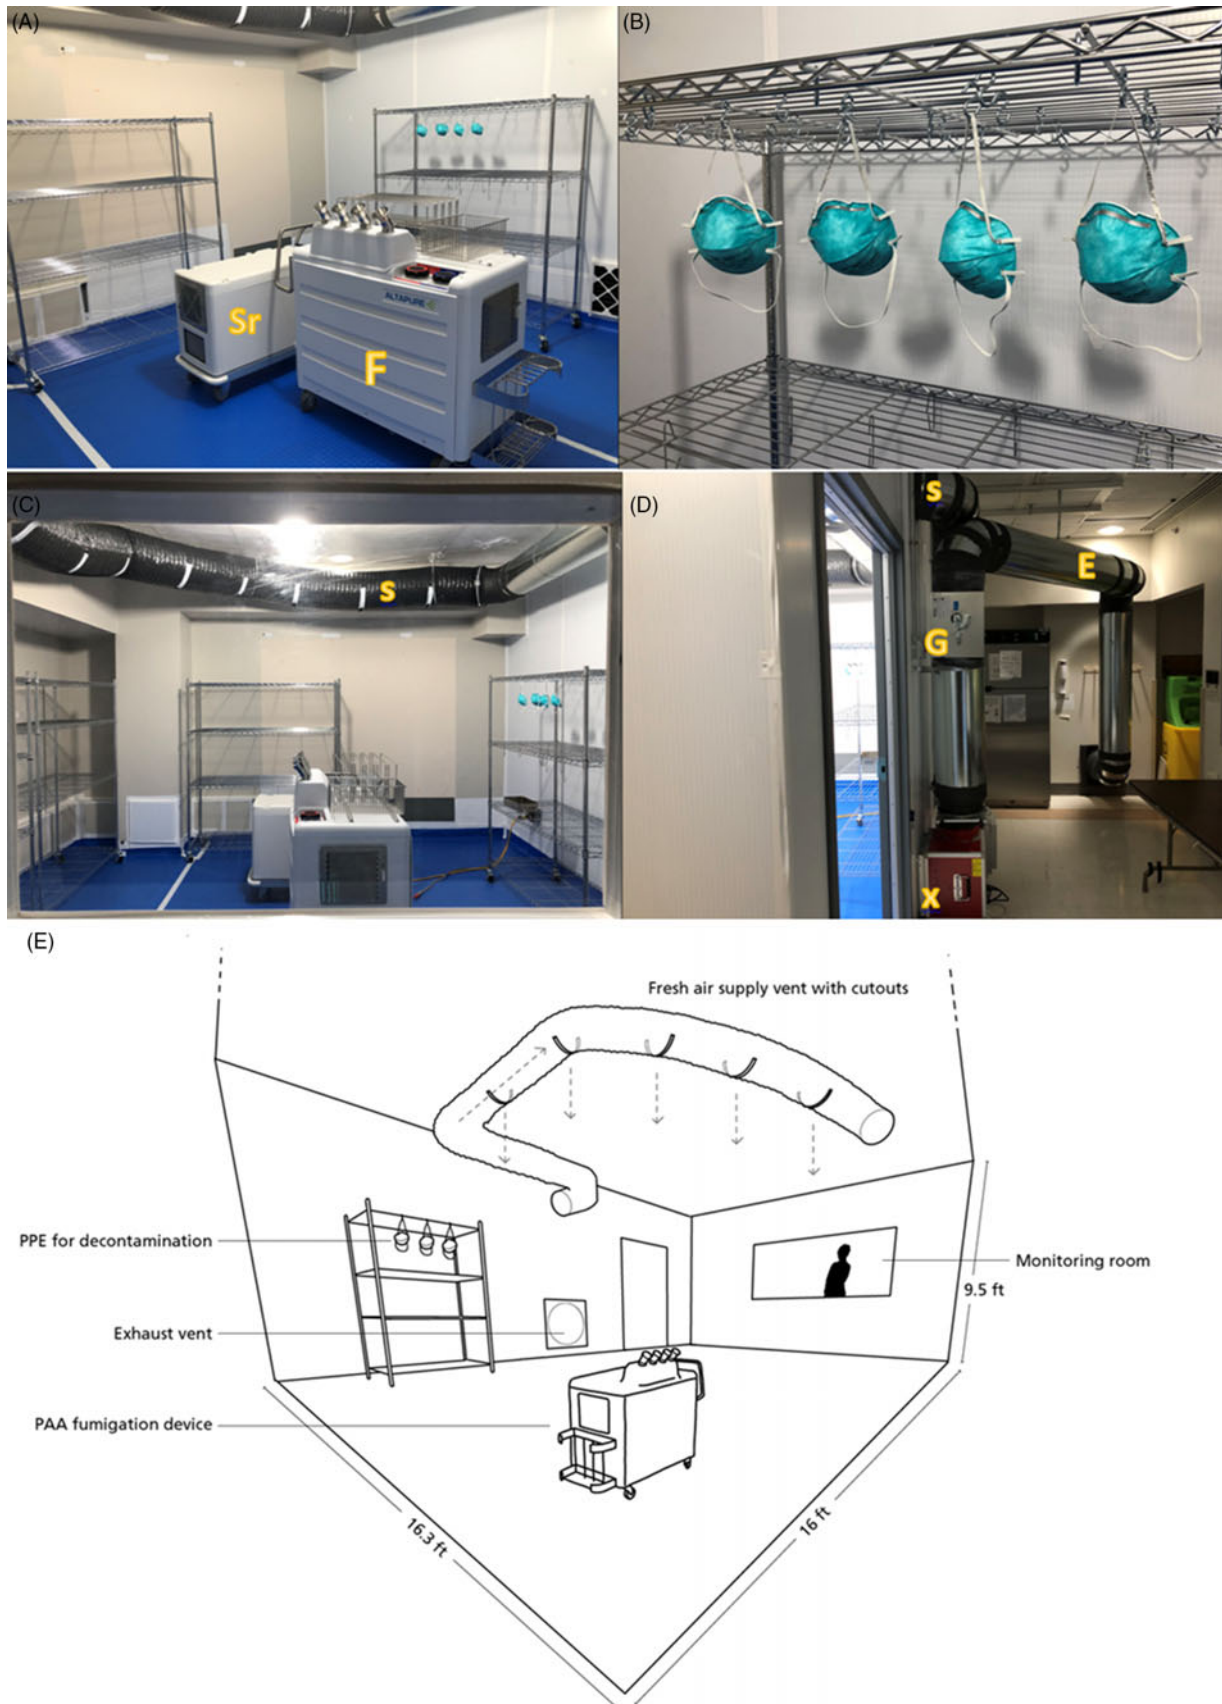 (A)
Sr
ALTAPURE
F
(B)
(C)
s
(D)
s
E
G
x
(E)
Fresh air supply vent with cutouts
PPE for decontamination
Monitoring room
9.5 ft
Exhaust vent
PAA fumigation device
16.3 ft
16 ft